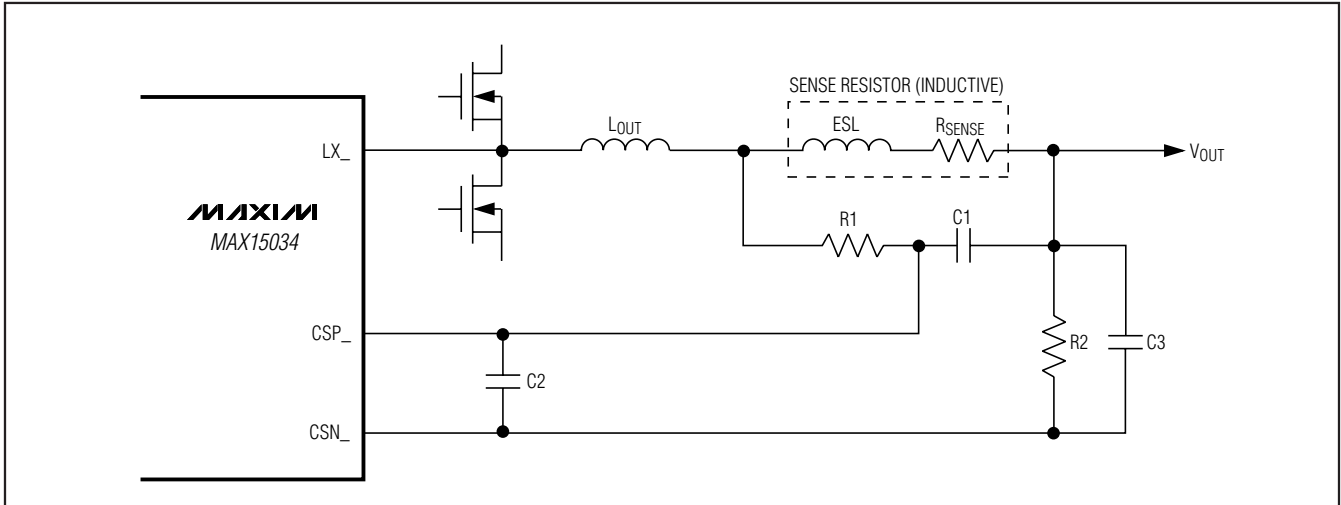 SENSE RESISTOR (INDUCTIVE)
LOUT
ESL
RSENSE
LX_
VOUT
MAXIM
MAX15034
R1
C1
CSP_
R2
C3
C2
CSN_